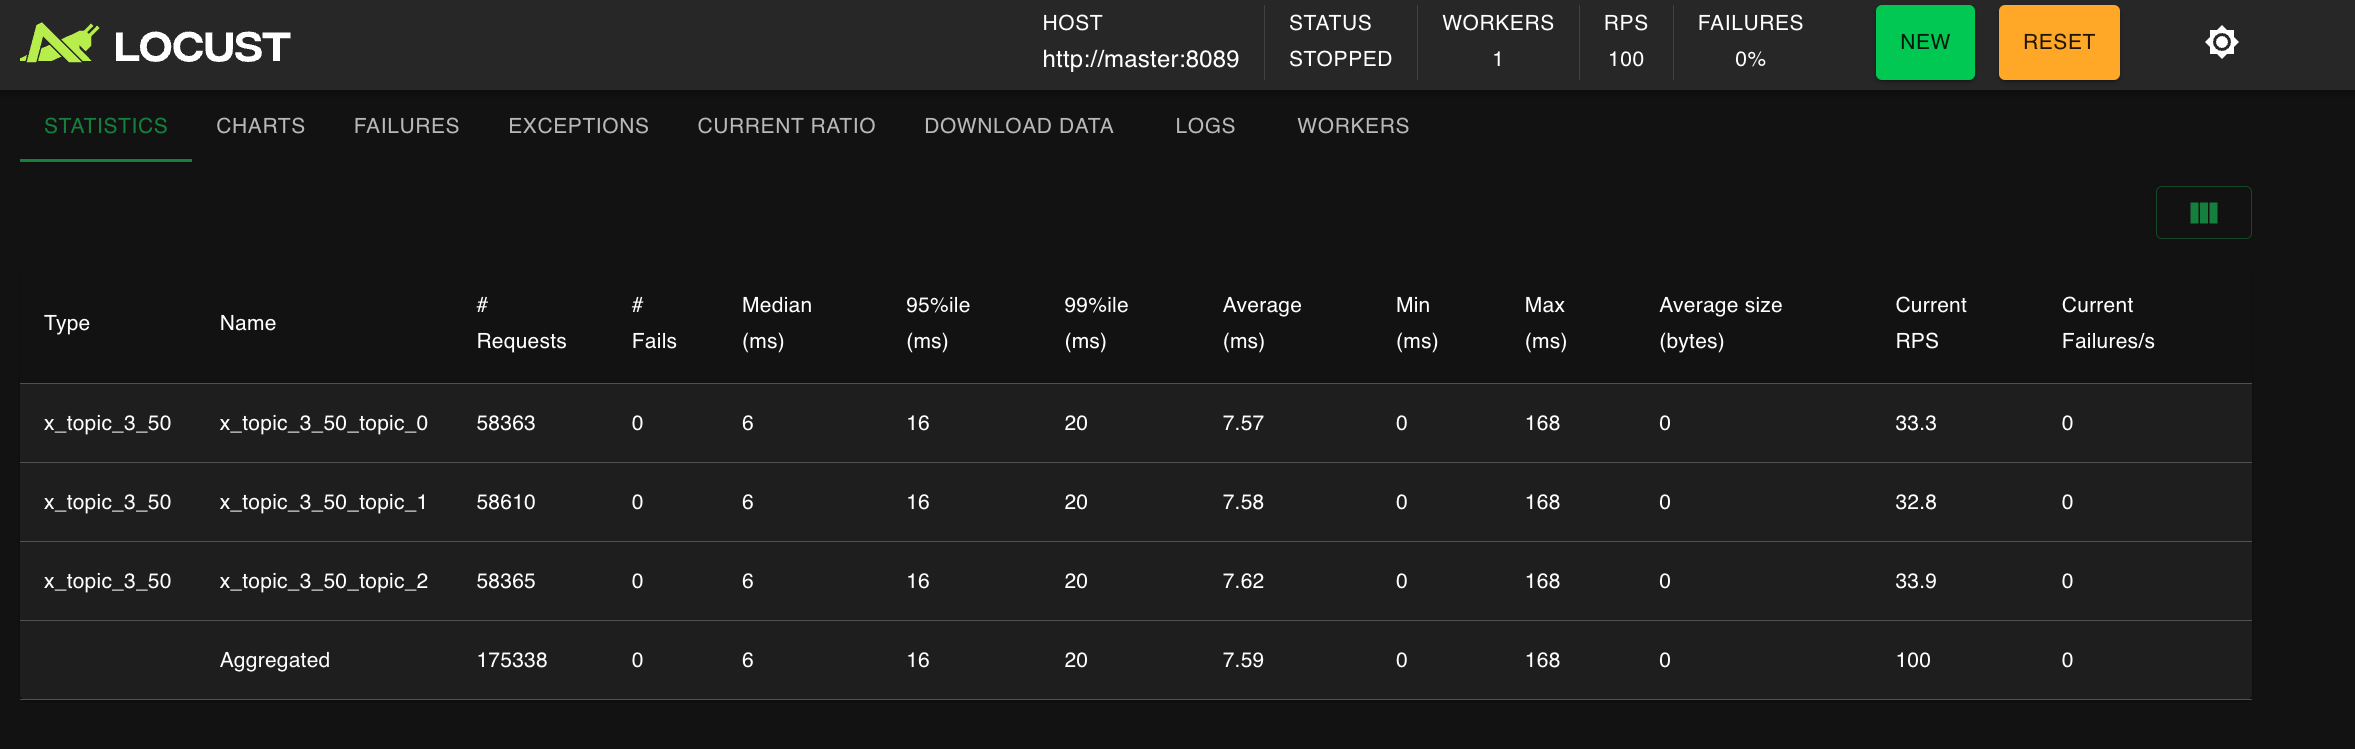 LOCUST
HOST
http://master:8089
STATUS
STOPPED
WORKERS
1
RPS
100
FAILURES
0%
NEW
RESET
STATISTICS CHARTS FAILURES EXCEPTIONS CURRENT RATIO DOWNLOAD DATA LOGS WORKERS
Type Name # Requests # Fails Median (ms) 95%ile (ms) 99%ile (ms) Average (ms) Min (ms) Max (ms) Average size (bytes) Current RPS Current Failures/s
x_topic_3_50 x_topic_3_50_topic_0 58363 0 6 16 20 7.57 0 168 0 33.3 0
x_topic_3_50 x_topic_3_50_topic_1 58610 0 6 16 20 7.58 0 168 0 32.8 0
x_topic_3_50 x_topic_3_50_topic_2 58365 0 6 16 20 7.62 0 168 0 33.9 0
Aggregated 175338 0 6 16 20 7.59 0 168 0 100 0